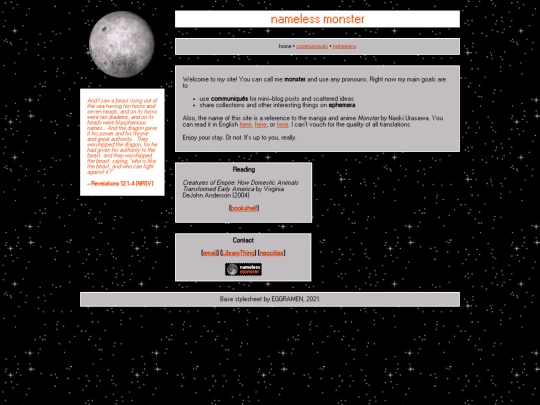 nameless monster
home • communiqués • ephemera
And I saw a beast rising out of
the sea having ten horns and
seven heads; and on its horns
were ten diadems, and on its
heads were blasphemous
names... And the dragon gave
it his power and his throne
and great authority... They
worshipped the dragon, for he
had given his authority to the
beast, and they worshipped
the beast, saying, 'who is like
the beast, and who can fight
against it?'
- Revelations 12:1-4 (NRSV)
Welcome to my site! You can call me monster and use any pronouns. Right now my main goals are
to
• use communiqués for mini-blog posts and scattered ideas
• share collections and other interesting things on ephemera
Also, the name of this site is a reference to the manga and anime Monster by Naoki Urasawa. You
can read it in English here, here, or here. I can't vouch for the quality of all translations.
Enjoy your stay. Or not. It's up to you, really.
Reading
Creatures of Empire: How Domestic Animals
Transformed Early America by Virginia
DeJohn Anderson (2004)
{bookshelf}
Contact
{email} {LibraryThing} {neocities}
nameless
monster
Base stylesheet by EGGRAMEN, 2021.